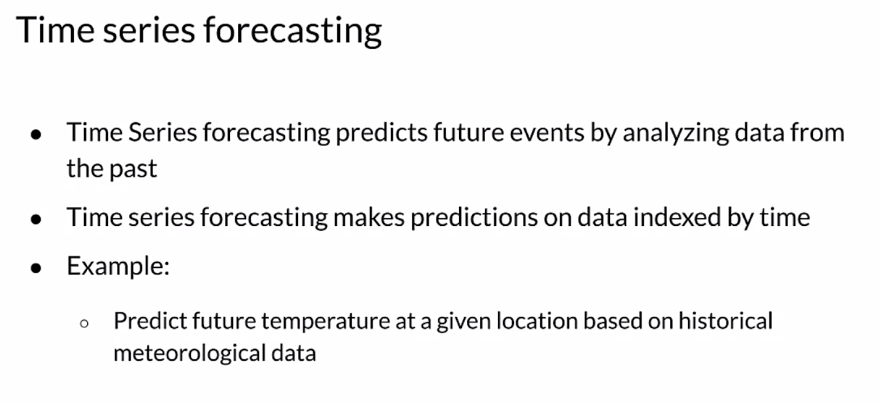 Time series forecasting
● Time Series forecasting predicts future events by analyzing data from
the past
● Time series forecasting makes predictions on data indexed by time
● Example:
○ Predict future temperature at a given location based on historical
meteorological data